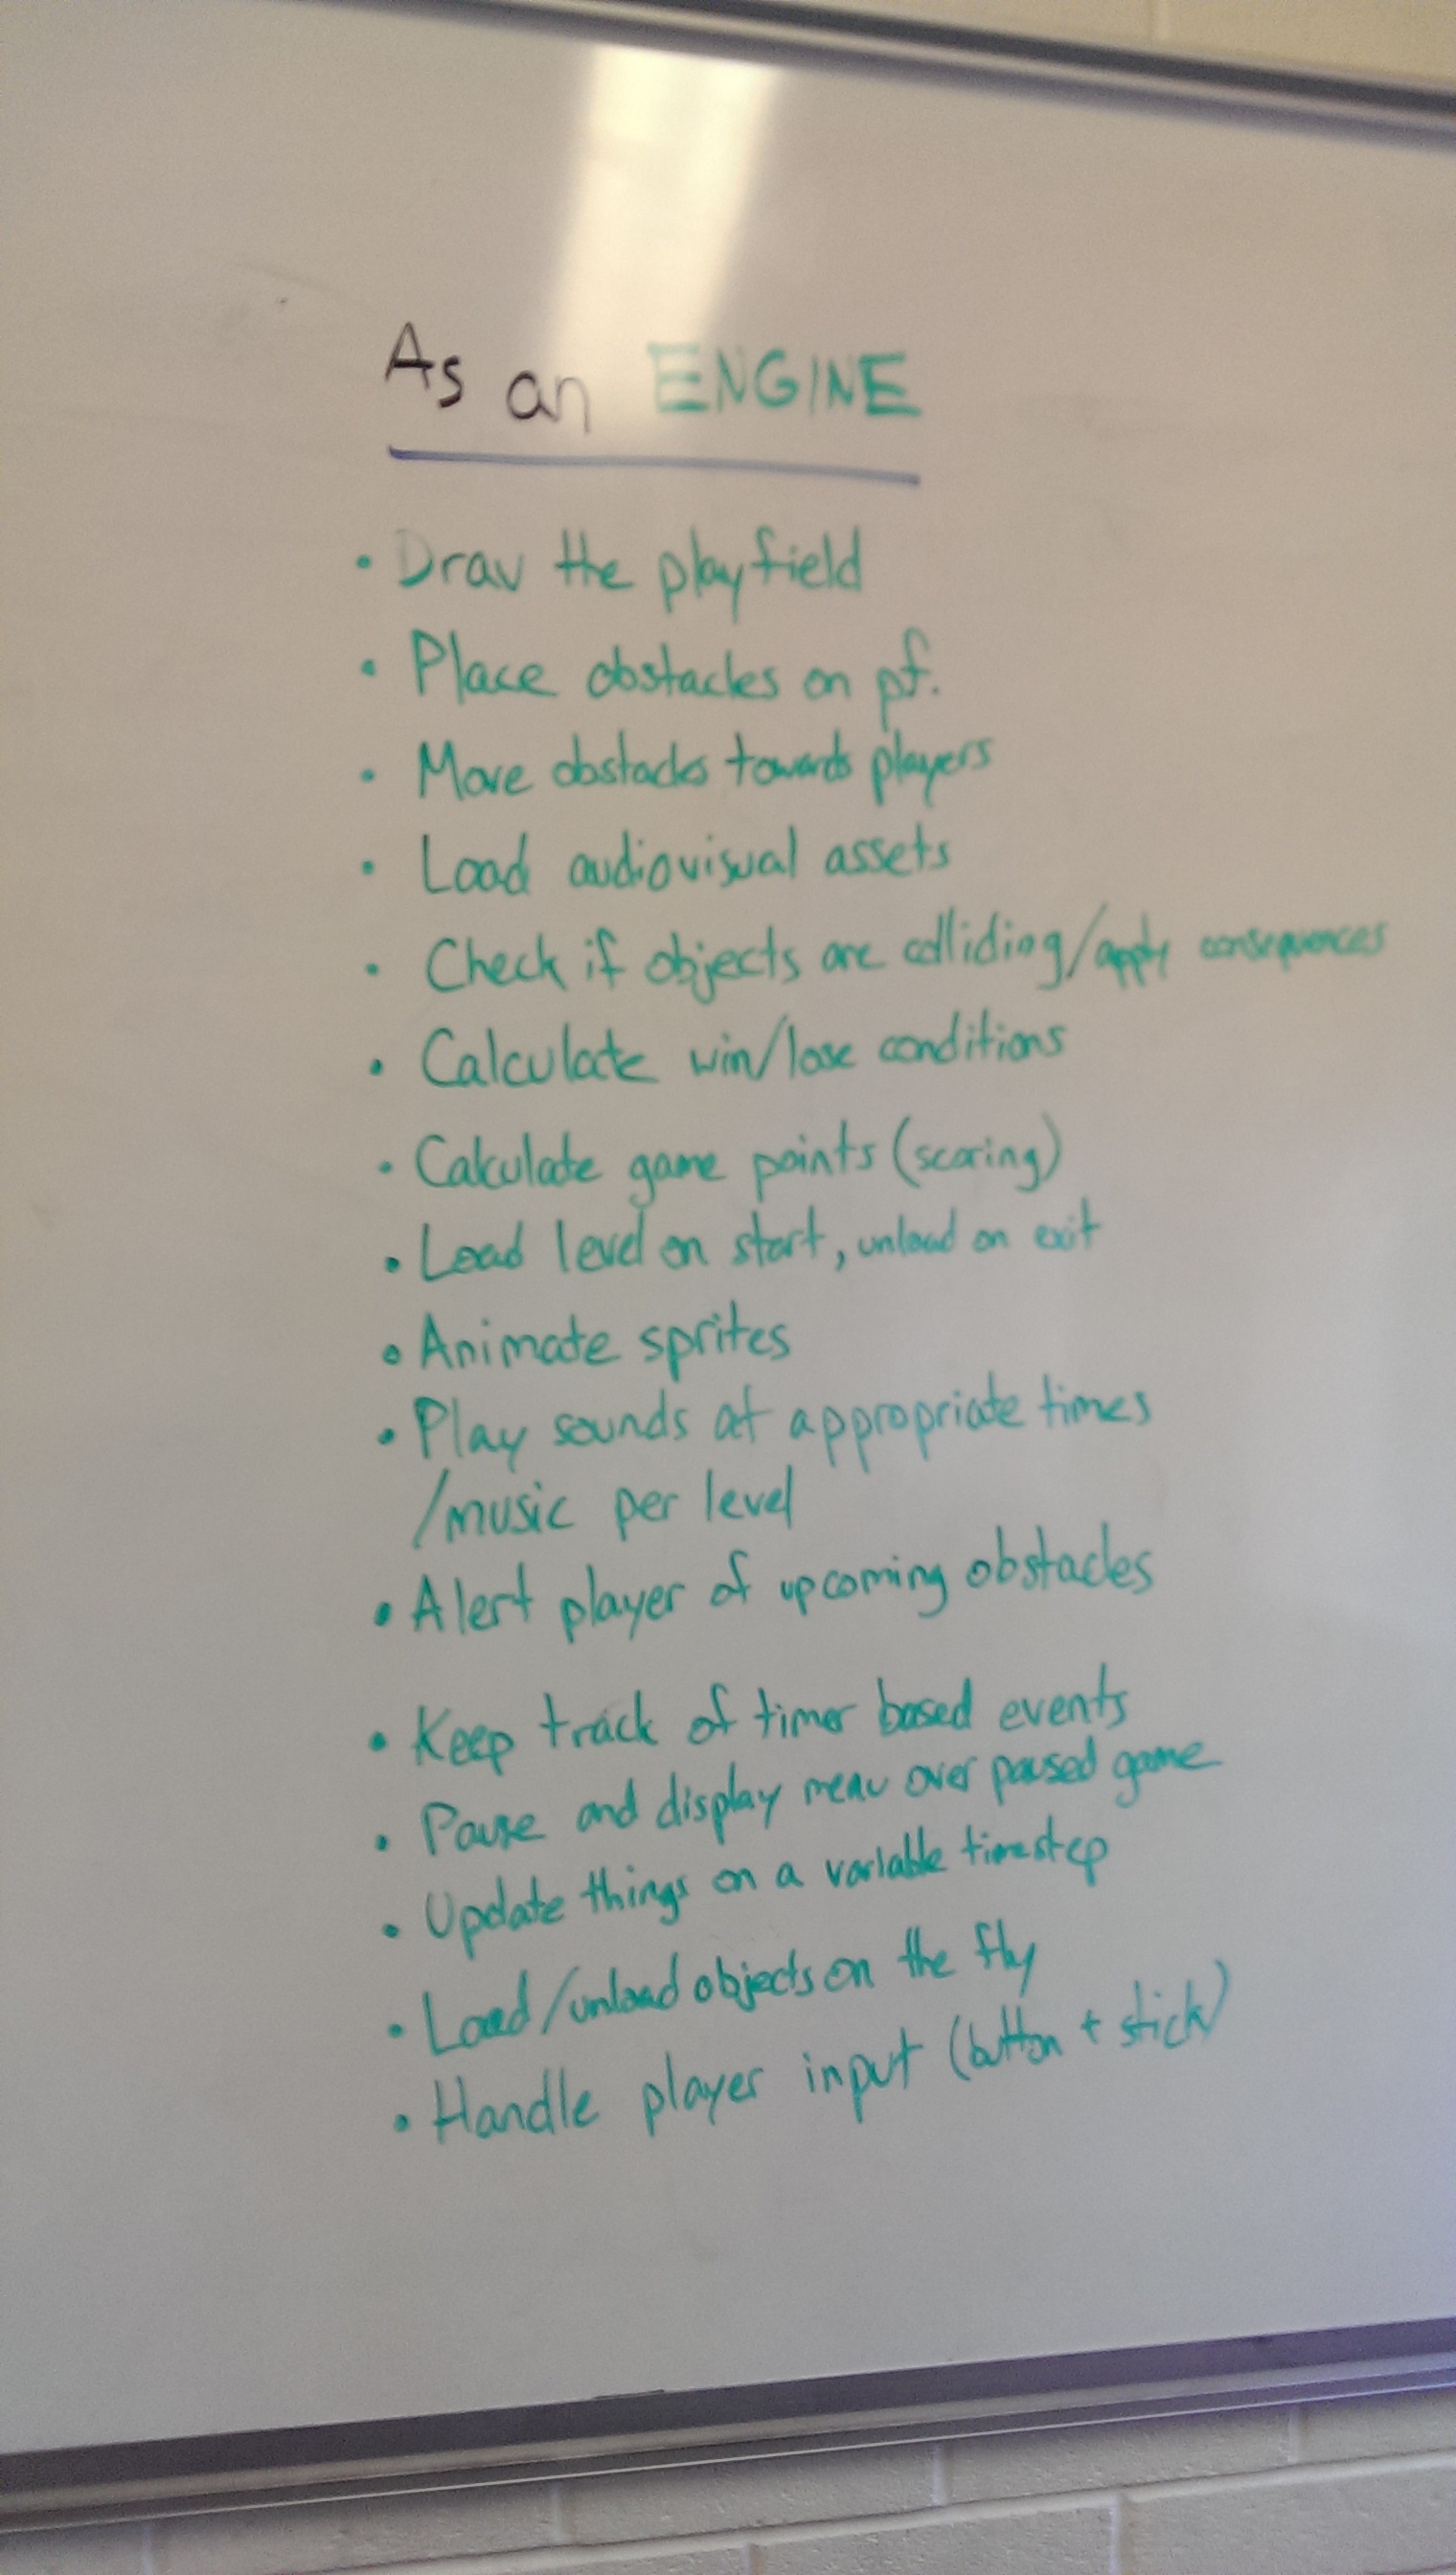 As an ENGINE
• Draw the playfield
• Place obstacles on pf.
• Move obstacles towards players
• Load audiovisual assets
• Check if objects are colliding/apply consequences
• Calculate win/lose conditions
• Calculate game points (scoring)
• Load level on start, unload on exit
• Animate sprites
• Play sounds at appropriate times
/music per level
• Alert player of upcoming obstacles
• Keep track of timer based events
• Pause and display menu over paused game
• Update things on a variable timestep
• Load/unload objects on the fly
• Handle player input (button + stick)